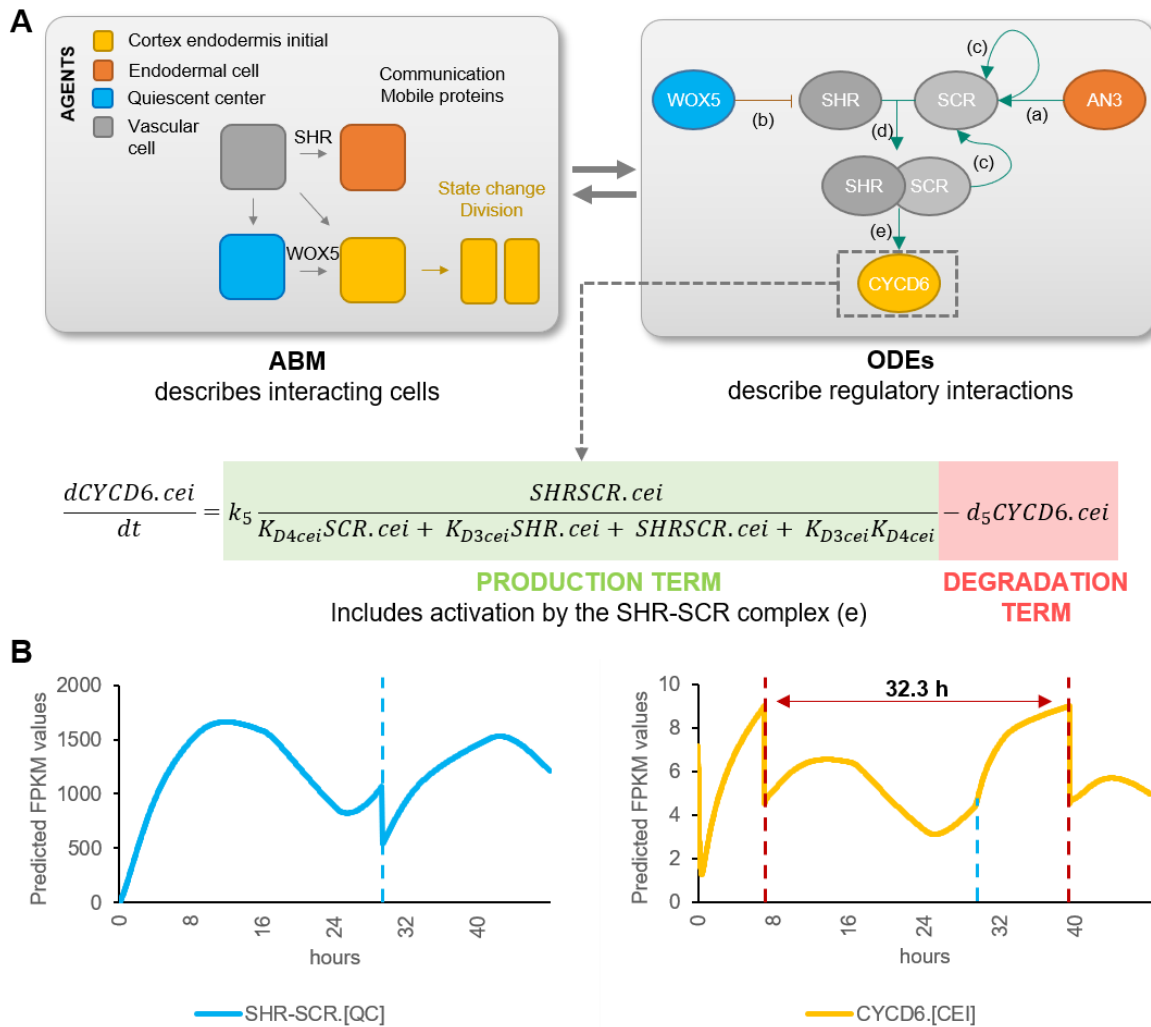 A
AGENTS
Cortex endermis initial
Endodermal cell
Quiescent center
Vascular
cell
Communication
Mobile proteins
SHR
State change
Division
WOX5
ABM
describes interacting cells
WOX5
SHR
SCR
AN3
(a)
(b)
(c)
(d)
(c)
SHR
SCR
(e)
CYCD6
ODEs
describe regulatory interactions
dCYCD6.cei
dt
= k5
SHRSCR.cei
KD4ceiSCR.cei + KD3ceiSHR.cei + SHRSCR.cei + KD3ceiKD4cei
− d5CYCD6.cei
PRODUCTION TERM
Includes activation by the SHR-SCR complex (e)
DEGRADATION
TERM
B
Predicted FPKM values
2000
1500
1000
500
0
0
8
16
24
32
40
hours
SHR-SCR.[QC]
Predicted FPKM values
10
8
6
4
2
0
32.3 h
0
8
16
24
32
40
hours
CYCD6.[CEI]